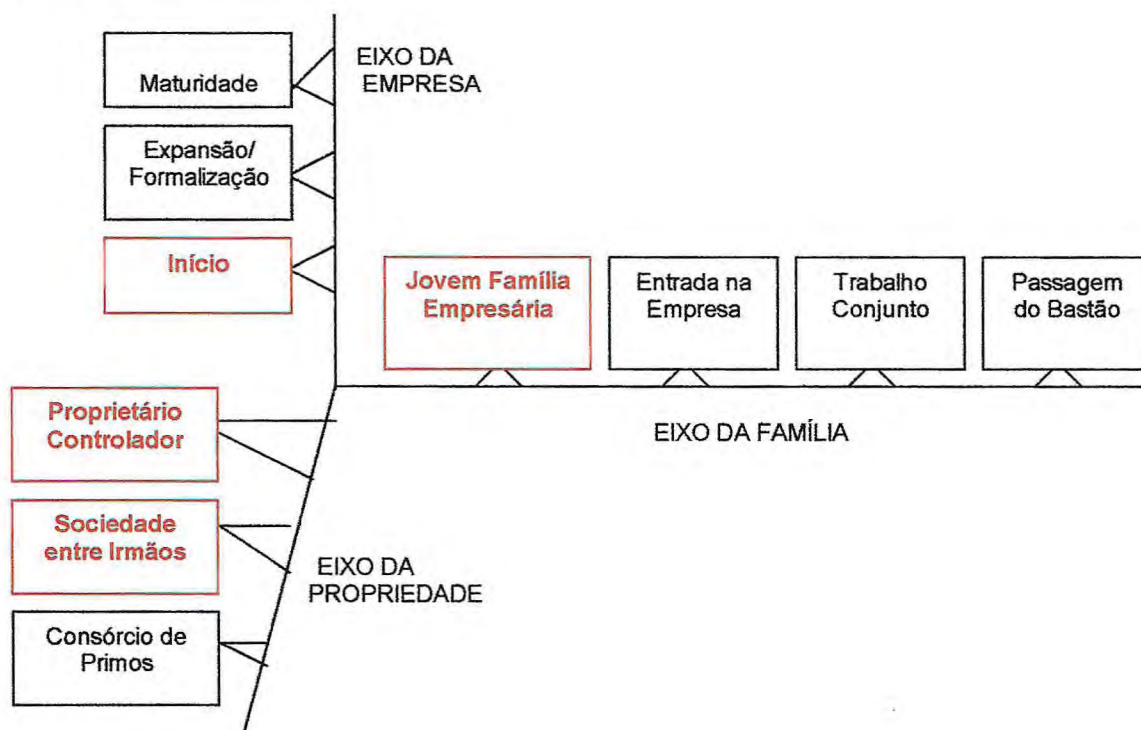 EIXO DA
EMPRESA
Maturidade
Expansão/
Formalização
Início
Jovem Família
Empresária
Entrada na
Empresa
Trabalho
Conjunto
Passagem
do Bastão
EIXO DA FAMÍLIA
Proprietário
Controlador
Sociedade
entre Irmãos
EIXO DA
PROPRIEDADE
Consórcio de
Primos